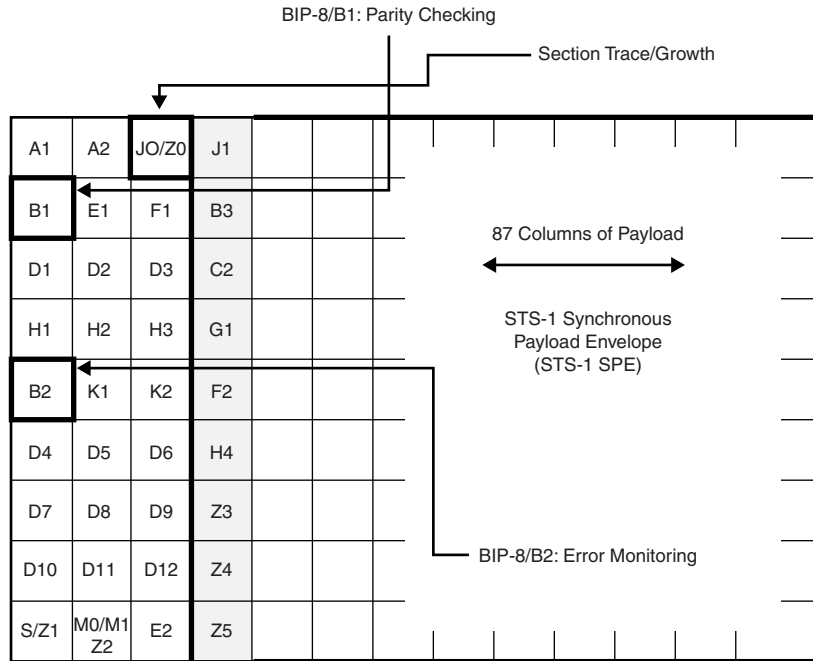 BIP-8/B1: Parity Checking
Section Trace/Growth
A1 A2 JO/Z0 J1
B1 E1 F1 B3
87 Columns of Payload
D1 D2 D3 C2
STS-1 Synchronous
Payload Envelope
(STS-1 SPE)
H1 H2 H3 G1
B2 K1 K2 F2
D4 D5 D6 H4
D7 D8 D9 Z3
BIP-8/B2: Error Monitoring
D10 D11 D12 Z4
S/Z1 M0/M1 Z2 E2 Z5